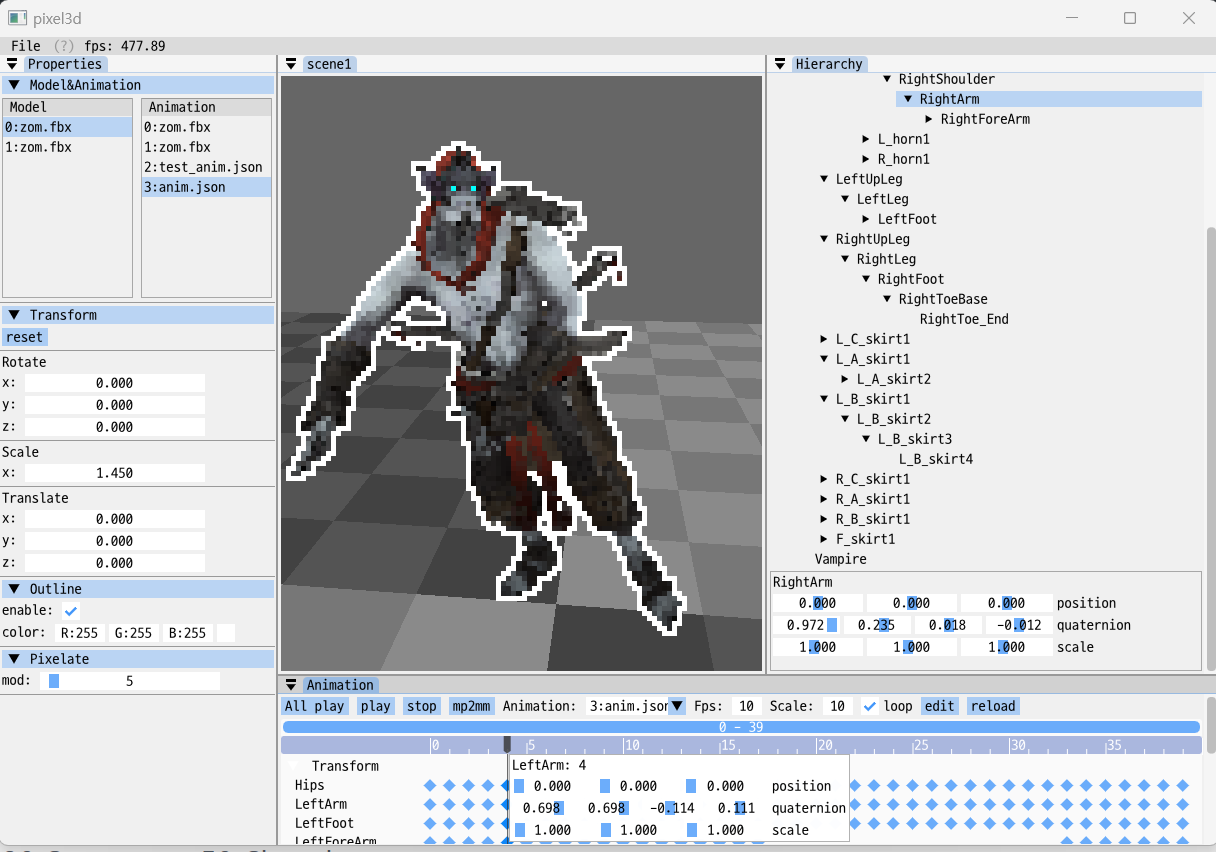 pixel3d
File (?) fps: 477.89
Properties
Model&Animation
Model
0:zom.fbx
1:zom.fbx
Animation
0:zom.fbx
1:zom.fbx
2:test_anim.json
3:anim.json
Transform
reset
Rotate
x: 0.000
y: 0.000
z: 0.000
Scale
x: 1.450
Translate
x: 0.000
y: 0.000
z: 0.000
Outline
enable:
color: R:255 G:255 B:255
Pixelate
mod: 5
scene1
Hierarchy
RightShoulder
RightArm
RightForeArm
L_horn1
R_horn1
LeftUpLeg
LeftLeg
LeftFoot
RightUpLeg
RightLeg
RightFoot
RightToeBase
RightToe_End
L_C_skirt1
L_A_skirt1
L_A_skirt2
L_B_skirt1
L_B_skirt2
L_B_skirt3
L_B_skirt4
R_C_skirt1
R_A_skirt1
R_B_skirt1
F_skirt1
Vampire
RightArm
0.000 0.000 0.000 position
0.972 0.235 0.018 -0.012 quaternion
1.000 1.000 1.000 scale
Animation
All play play stop mp2mm Animation: 3:anim.json Fps: 10 Scale: 10 loop edit reload
0 - 39
0 5 10 15 20 25 30 35
Transform
Hips
LeftArm
LeftFoot
LeftForeArm
LeftArm: 4
0.000 0.000 0.000 position
0.698 0.698 -0.114 0.111 quaternion
1.000 1.000 1.000 scale